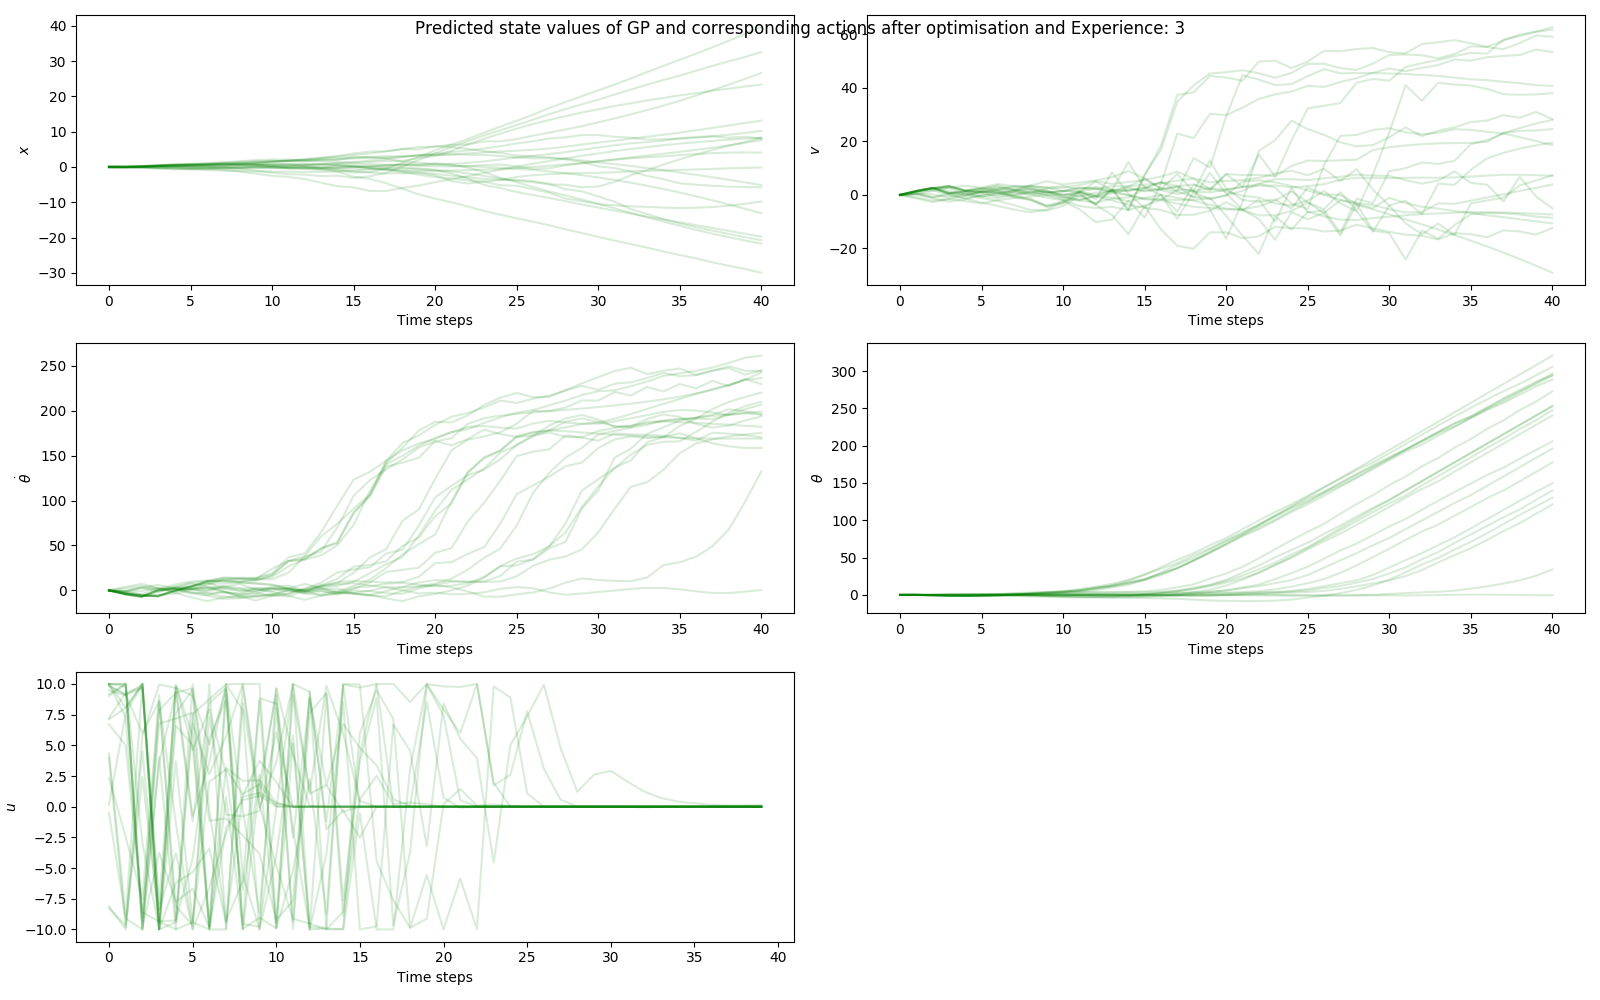 Predicted state values of GP and corresponding actions after optimisation and Experience: 3
40
30
20
10
0
−10
−20
−30
x
0 5 10 15 20 25 30 35 40
Time steps
60
40
20
0
−20
v
0 5 10 15 20 25 30 35 40
Time steps
250
200
150
100
50
0
θ̇
0 5 10 15 20 25 30 35 40
Time steps
300
250
200
150
100
50
0
θ
0 5 10 15 20 25 30 35 40
Time steps
10.0
7.5
5.0
2.5
0.0
−2.5
−5.0
−7.5
−10.0
u
0 5 10 15 20 25 30 35 40
Time steps